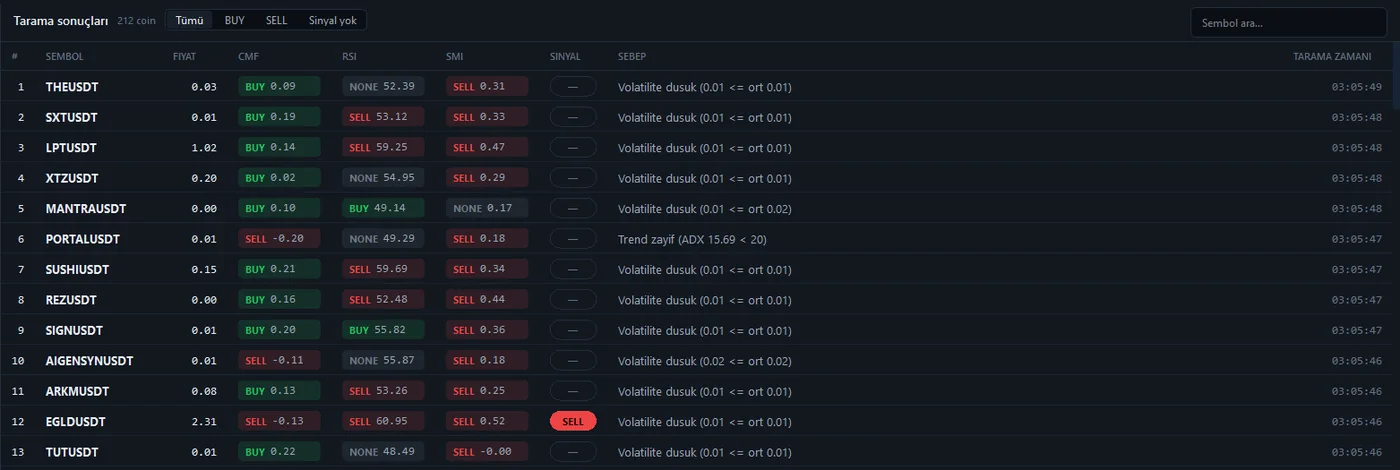 Tarama sonuçları 212 coin Tümü BUY SELL Sinyal yok Sembol ara...
# SEMBOL FIYAT CMF RSI SMI SINYAL SEBEP TARAMA ZAMANI
1 THEUSDT 0.03 BUY 0.09 NONE 52.39 SELL 0.31 — Volatilite dusuk (0.01 <= ort 0.01) 03:05:49
2 SXTUSDT 0.01 BUY 0.19 SELL 53.12 SELL 0.33 — Volatilite dusuk (0.01 <= ort 0.01) 03:05:48
3 LPTUSDT 1.02 BUY 0.14 SELL 59.25 SELL 0.47 — Volatilite dusuk (0.01 <= ort 0.01) 03:05:48
4 XTZUSDT 0.20 BUY 0.02 NONE 54.95 SELL 0.29 — Volatilite dusuk (0.01 <= ort 0.01) 03:05:48
5 MANTRAUSDT 0.00 BUY 0.10 BUY 49.14 NONE 0.17 — Volatilite dusuk (0.01 <= ort 0.02) 03:05:48
6 PORTALUSDT 0.01 SELL -0.20 NONE 49.29 SELL 0.18 — Trend zayif (ADX 15.69 < 20) 03:05:47
7 SUSHIUSDT 0.15 BUY 0.21 SELL 59.69 SELL 0.34 — Volatilite dusuk (0.01 <= ort 0.01) 03:05:47
8 REZUSDT 0.00 BUY 0.16 SELL 52.48 SELL 0.44 — Volatilite dusuk (0.01 <= ort 0.01) 03:05:47
9 SIGNUSDT 0.01 BUY 0.20 BUY 55.82 SELL 0.36 — Volatilite dusuk (0.01 <= ort 0.01) 03:05:47
10 AIGENSYNUSDT 0.01 SELL -0.11 NONE 55.87 SELL 0.18 — Volatilite dusuk (0.02 <= ort 0.02) 03:05:46
11 ARKMUSDT 0.08 BUY 0.13 SELL 53.26 SELL 0.25 — Volatilite dusuk (0.01 <= ort 0.01) 03:05:46
12 EGLDUSDT 2.31 SELL -0.13 SELL 60.95 SELL 0.52 SELL Volatilite dusuk (0.01 <= ort 0.01) 03:05:46
13 TUTUSDT 0.01 BUY 0.22 NONE 48.49 SELL -0.00 — Volatilite dusuk (0.01 <= ort 0.01) 03:05:46